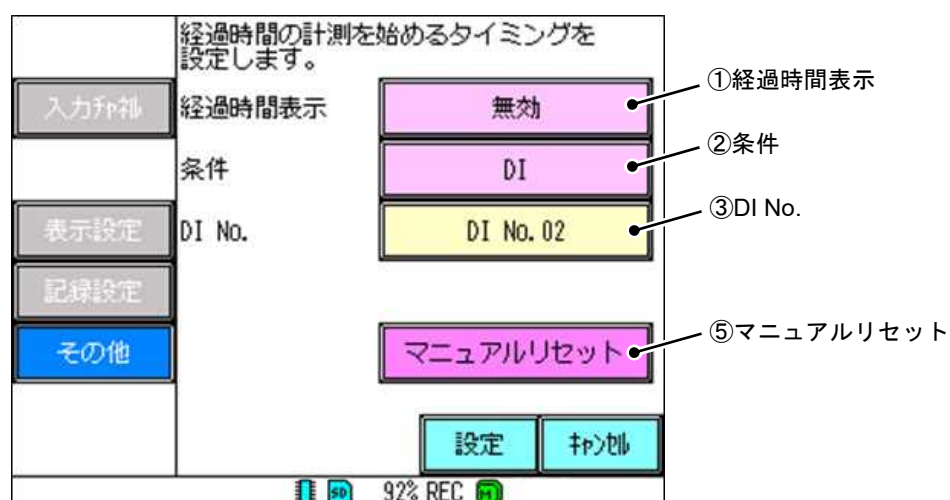 経過時間の計測を始めるタイミングを
設定します。
入力ﾁｬﾈﾙ
経過時間表示
無効
①経過時間表示
条件
DI
②条件
表示設定
DI No.
DI No.02
③DI No.
記録設定
その他
マニュアルリセット
⑤マニュアルリセット
設定
ｷｬﾝｾﾙ
SD
92% REC
M